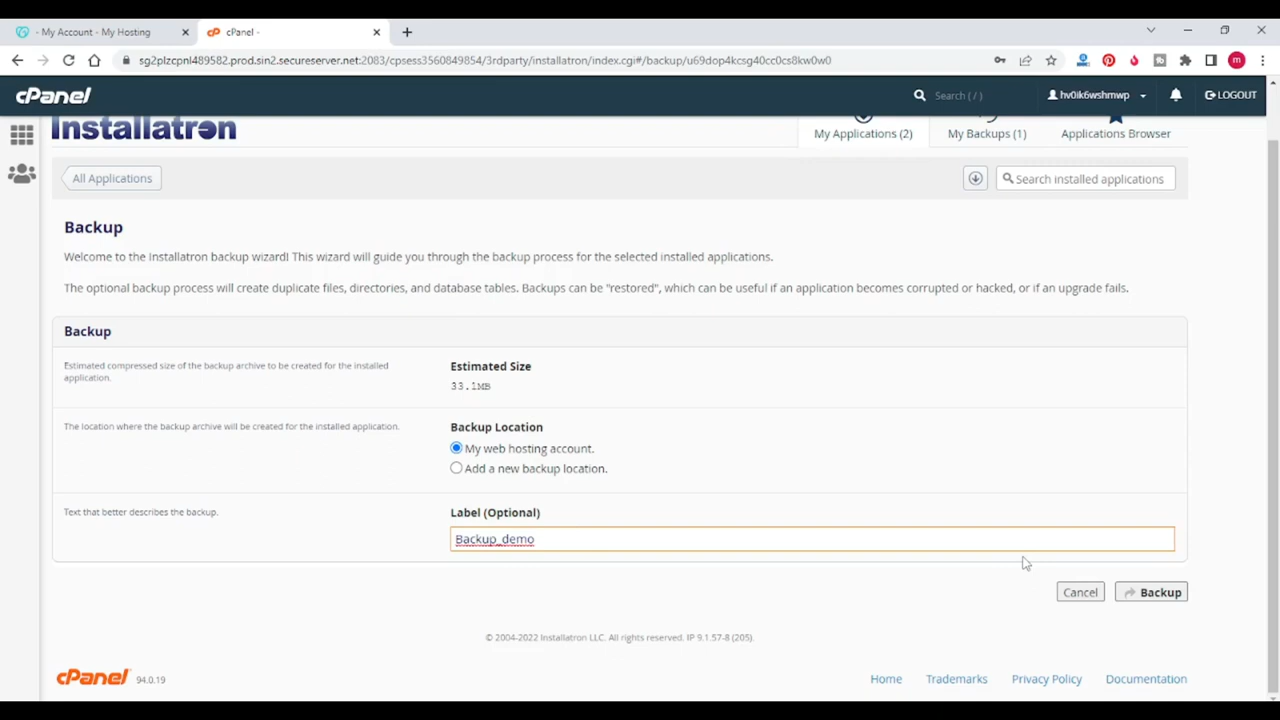 - My Account - My Hosting
cPanel -
sg2plzcpnl489582.prod.sin2.secureserver.net:2083/cpsess3560849854/3rdparty/installatron/index.cgi#/backup/u69dop4kcsg40cc0cs8kw0w0
m
cPanel
Search ( / )
hv0ik6wshmwp
LOGOUT
Installatron
My Applications (2)
My Backups (1)
Applications Browser
All Applications
Search installed applications
Backup
Welcome to the Installatron backup wizard! This wizard will guide you through the backup process for the selected installed applications.
The optional backup process will create duplicate files, directories, and database tables. Backups can be "restored", which can be useful if an application becomes corrupted or hacked, or if an upgrade fails.
Backup
Estimated compressed size of the backup archive to be created for the installed
application.
Estimated Size
33.1MB
The location where the backup archive will be created for the installed application.
Backup Location
My web hosting account.
Add a new backup location.
Text that better describes the backup.
Label (Optional)
Backup_demo
Cancel
Backup
© 2004-2022 Installatron LLC. All rights reserved. IP 9.1.57-8 (205)
cPanel 94.0.19
Home
Trademarks
Privacy Policy
Documentation